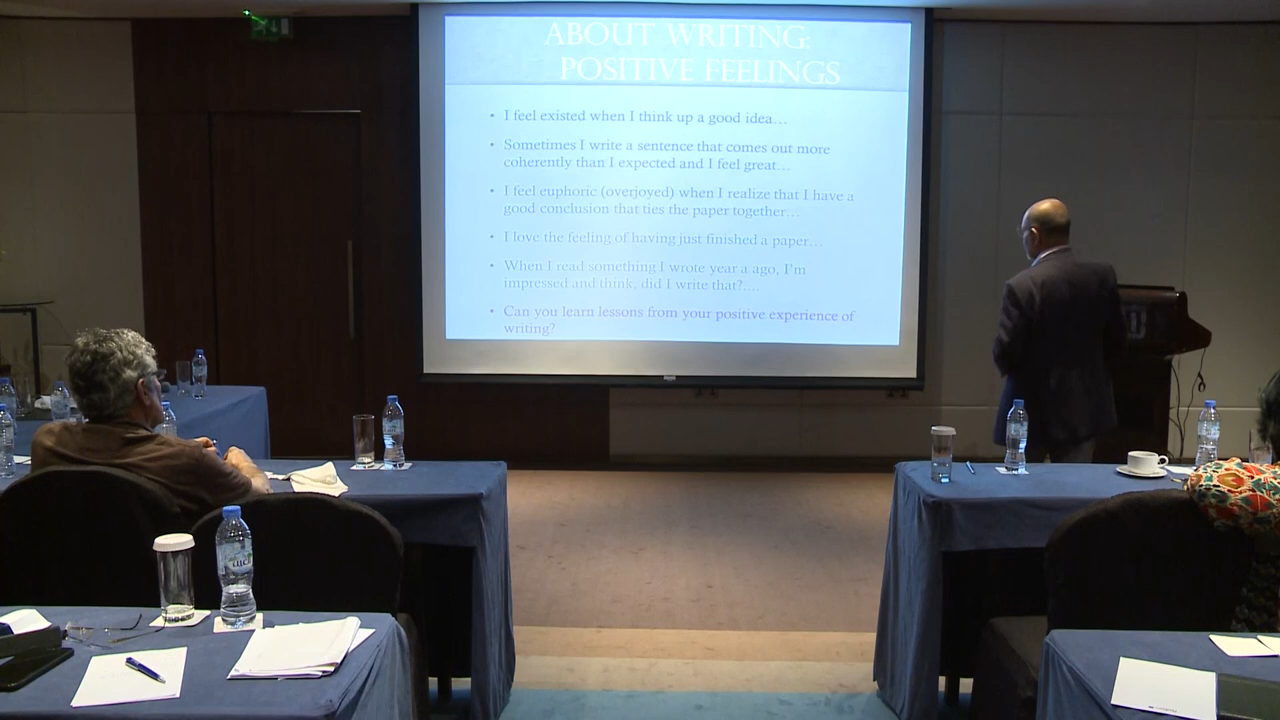 ABOUT WRITING:
POSITIVE FEELINGS
• I feel existed when I think up a good idea…
• Sometimes I write a sentence that comes out more
coherently than I expected and I feel great…
• I feel euphoric (overjoyed) when I realize that I have a
good conclusion that ties the paper together…
• I love the feeling of having just finished a paper…
• When I read something I wrote year a ago, I'm
impressed and think, did I write that?....
• Can you learn lessons from your positive experience of
writing?